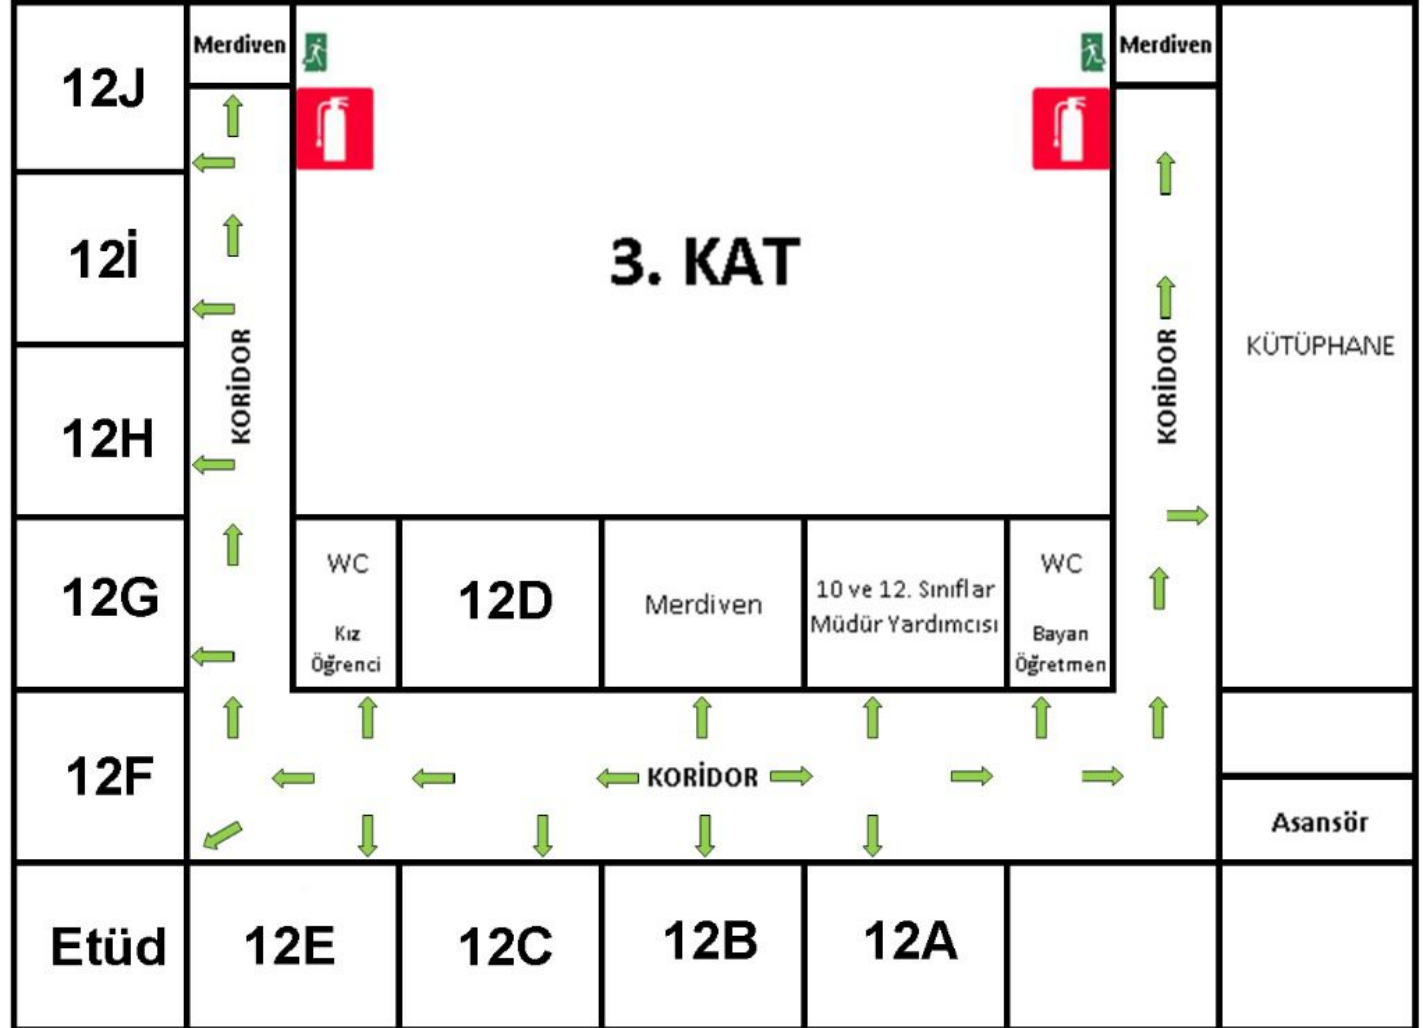 12J
Merdiven
Merdiven
12İ
3. KAT
KORİDOR
KORİDOR
KÜTÜPHANE
12H
12G
WC
Kız
Öğrenci
12D
Merdiven
10 ve 12. Sınıflar
Müdür Yardımcısı
WC
Bayan
Öğretmen
12F
KORİDOR
Asansör
Etüd
12E
12C
12B
12A